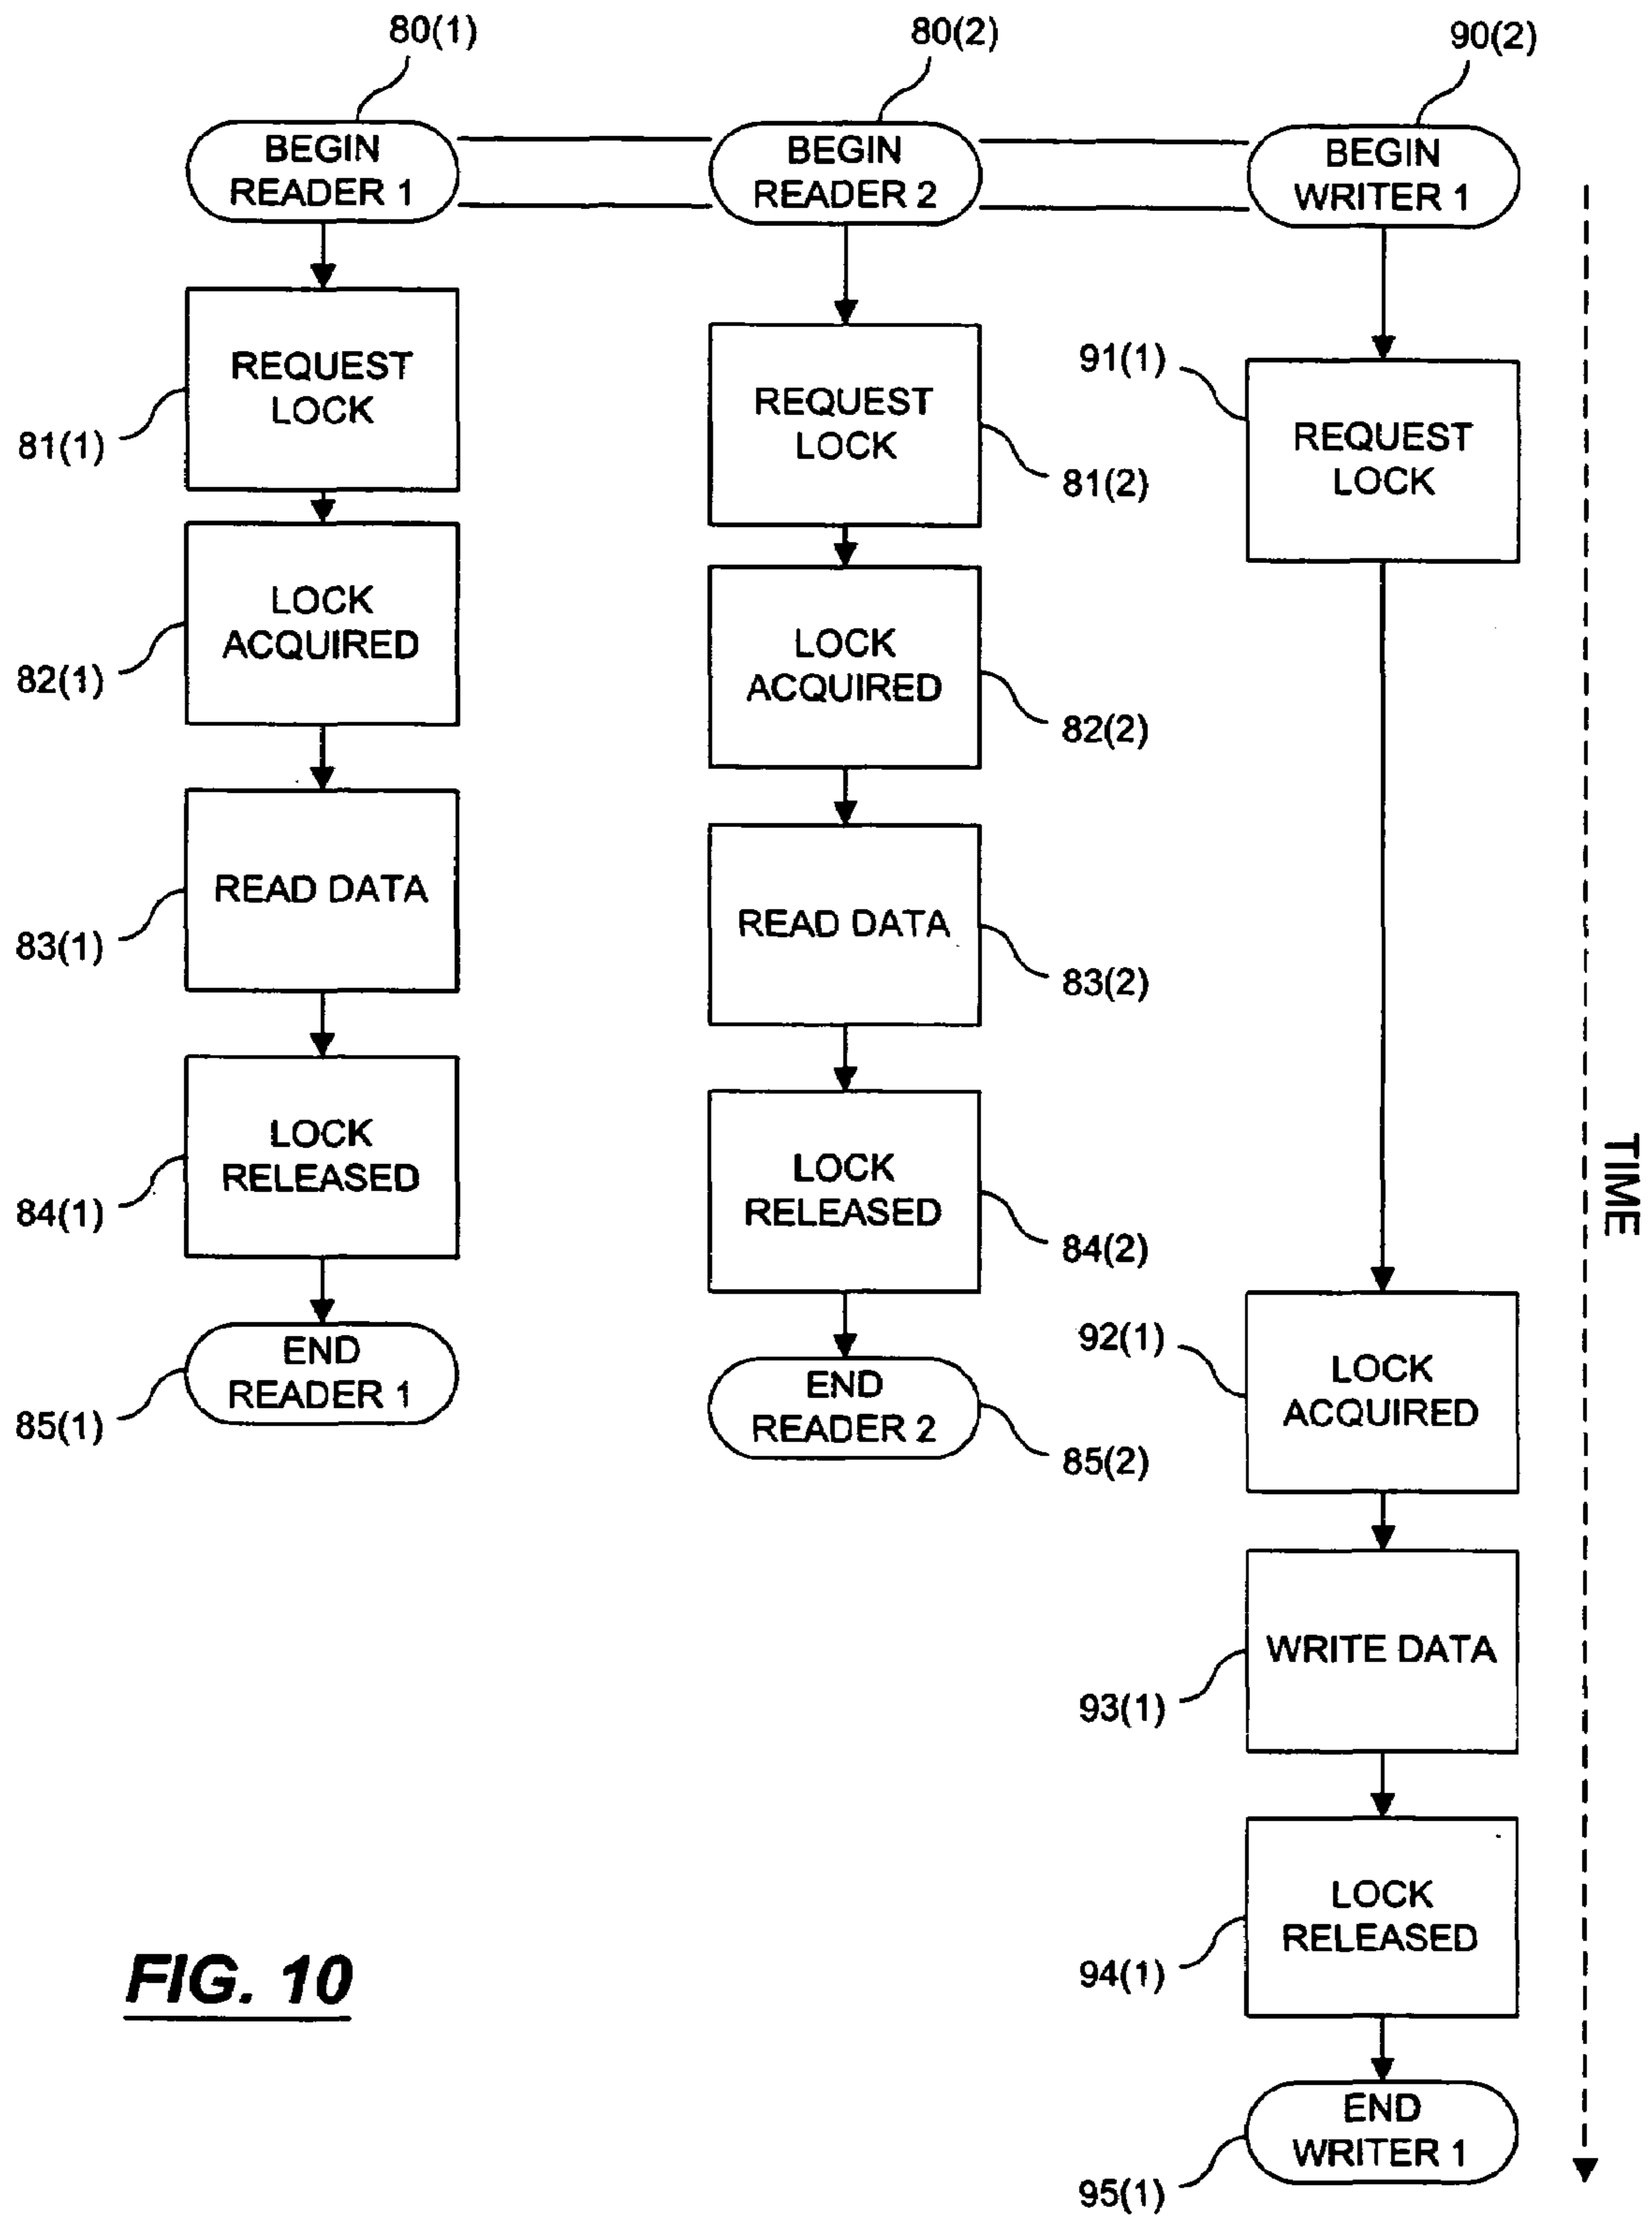 80(1)
80(2)
90(2)
BEGIN
READER 1
BEGIN
READER 2
BEGIN
WRITER 1
REQUEST
LOCK
81(1)
REQUEST
LOCK
81(2)
91(1)
REQUEST
LOCK
LOCK
ACQUIRED
82(1)
LOCK
ACQUIRED
82(2)
READ DATA
83(1)
READ DATA
83(2)
LOCK
RELEASED
84(1)
LOCK
RELEASED
84(2)
TIME
END
READER 1
85(1)
END
READER 2
85(2)
92(1)
LOCK
ACQUIRED
WRITE DATA
93(1)
LOCK
RELEASED
94(1)
FIG. 10
END
WRITER 1
95(1)